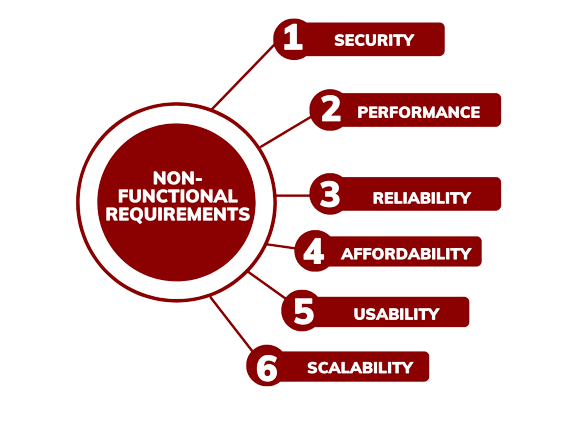 NON-
FUNCTIONAL
REQUIREMENTS
1 SECURITY
2 PERFORMANCE
3 RELIABILITY
4 AFFORDABILITY
5 USABILITY
6 SCALABILITY